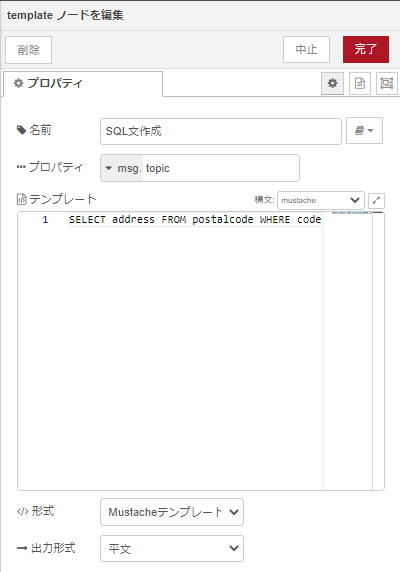 template ノードを編集
削除
中止
完了
プロパティ
名前
SQL文作成
プロパティ
msg. topic
テンプレート
構文: mustache
1 SELECT address FROM postalcode WHERE code
形式
Mustacheテンプレート
出力形式
平文